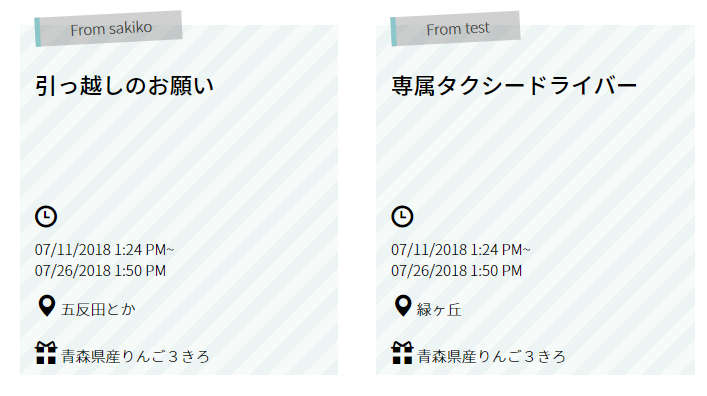 From sakiko
引っ越しのお願い
07/11/2018 1:24 PM~
07/26/2018 1:50 PM
五反田とか
青森県産りんご３きろ
From test
専属タクシードライバー
07/11/2018 1:24 PM~
07/26/2018 1:50 PM
緑ヶ丘
青森県産りんご３きろ